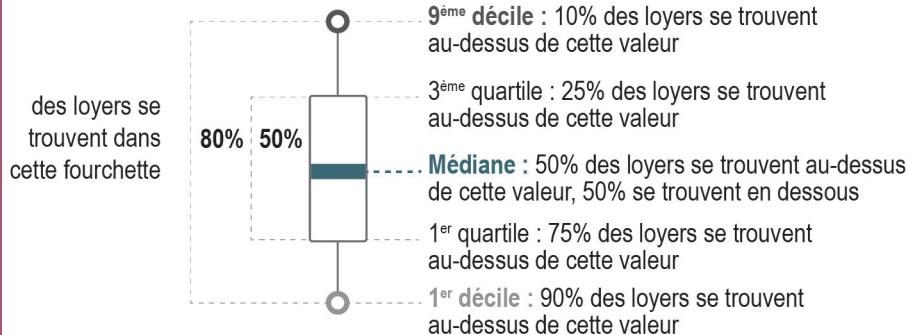 9ème décile : 10% des loyers se trouvent
au-dessus de cette valeur
3ème quartile : 25% des loyers se trouvent
au-dessus de cette valeur
des loyers se
trouvent dans
cette fourchette
80% 50%
Médiane : 50% des loyers se trouvent au-dessus
de cette valeur, 50% se trouvent en dessous
1er quartile : 75% des loyers se trouvent
au-dessus de cette valeur
1er décile : 90% des loyers se trouvent
au-dessus de cette valeur